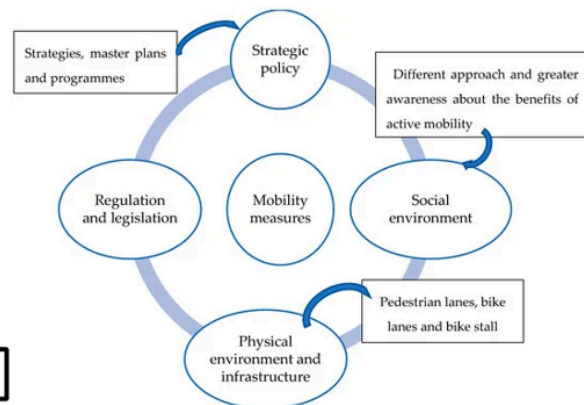 Strategies, master plans
and programmes
Strategic
policy
Different approach and greater
awareness about the benefits of
active mobility
Regulation
and legislation
Mobility
measures
Social
environment
Pedestrian lanes, bike
lanes and bike stall
Physical
environment and
infrastructure